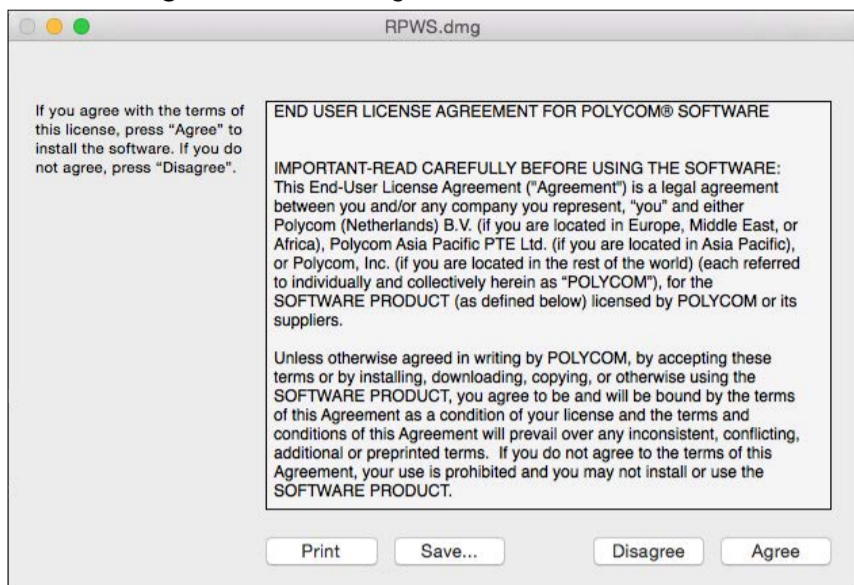 RPWS.dmg
If you agree with the terms of
this license, press “Agree” to
install the software. If you do
not agree, press “Disagree”.
END USER LICENSE AGREEMENT FOR POLYCOM® SOFTWARE
IMPORTANT-READ CAREFULLY BEFORE USING THE SOFTWARE:
This End-User License Agreement ("Agreement") is a legal agreement
between you and/or any company you represent, “you” and either
Polycom (Netherlands) B.V. (if you are located in Europe, Middle East, or
Africa), Polycom Asia Pacific PTE Ltd. (if you are located in Asia Pacific),
or Polycom, Inc. (if you are located in the rest of the world) (each referred
to individually and collectively herein as “POLYCOM”), for the
SOFTWARE PRODUCT (as defined below) licensed by POLYCOM or its
suppliers.
Unless otherwise agreed in writing by POLYCOM, by accepting these
terms or by installing, downloading, copying, or otherwise using the
SOFTWARE PRODUCT, you agree to be and will be bound by the terms
of this Agreement as a condition of your license and the terms and
conditions of this Agreement will prevail over any inconsistent, conflicting,
additional or preprinted terms.  If you do not agree to the terms of this
Agreement, your use is prohibited and you may not install or use the
SOFTWARE PRODUCT.
Print Save... Disagree Agree